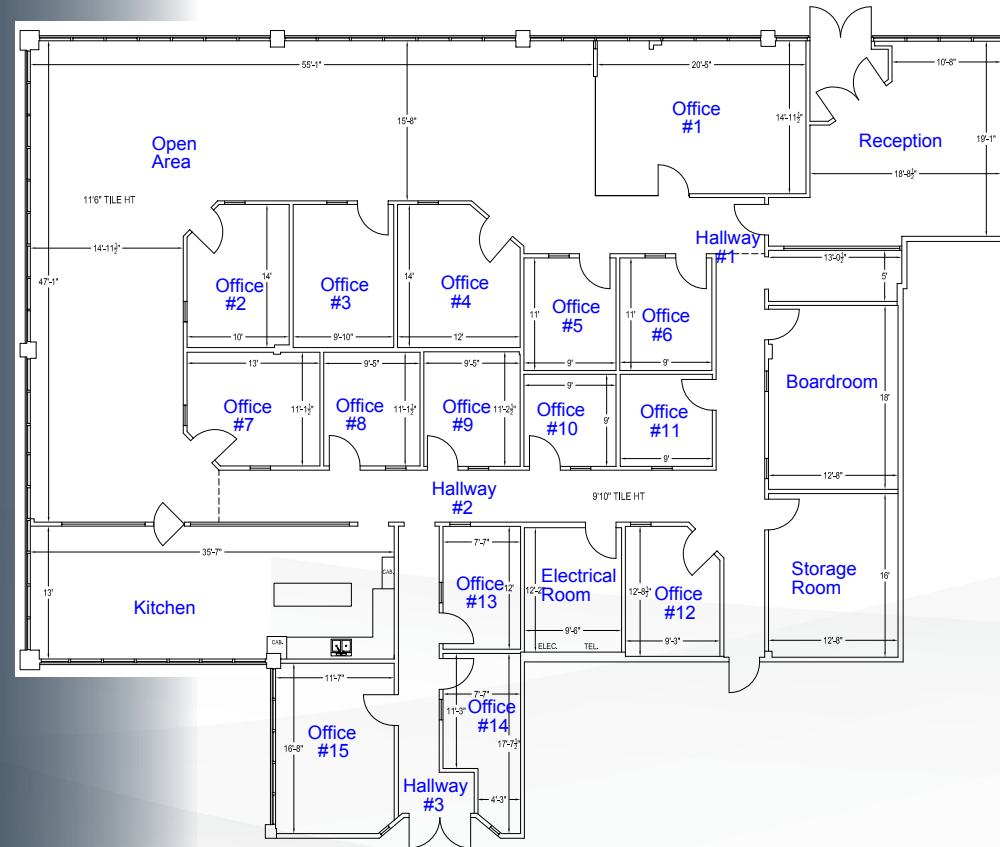 55'-1"
20'-5"
10'-8"
Office
#1
14'-11½"
15'-8"
Open
Area
Reception
19'-1"
18'-8½"
11'6" TILE HT
14'-11½"
47'-1"
Hallway
#1
13'-0½"
5'
Office
#2
14'
10'
Office
#3
9'-10"
Office
#4
14'
12'
Office
#5
11'
9'
Office
#6
11'
9'
Boardroom
18'
12'-8"
13'
Office
#7
11'-1½"
9'-5"
Office
#8
11'-1½"
9'-5"
Office
#9
11'-2½"
9'
Office
#10
9'
Office
#11
9'
Hallway
#2
9'10" TILE HT
35'-7"
13'
Kitchen
CAB.
CAB.
7'-7"
Office
#13
12'
Electrical
Room
12'-2"
9'-6"
ELEC.
TEL.
12'-8½"
Office
#12
9'-3"
Storage
Room
16'
12'-8"
11'-7"
Office
#15
16'-8"
7'-7"
11'-3"
Office
#14
17'-7½"
4'-3"
Hallway
#3